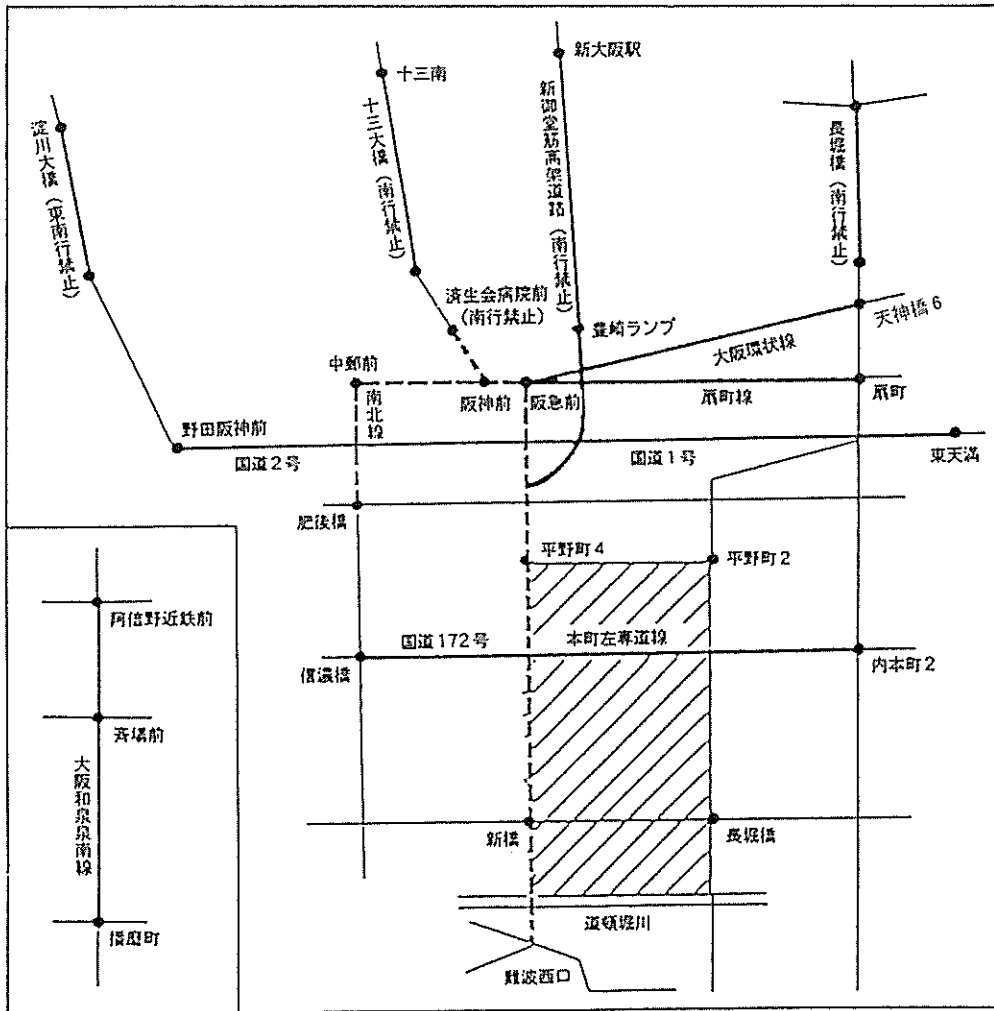 新大阪駅
十三南
新御堂筋高架道路（南行禁止）
十三大橋（南行禁止）
長堀橋（南行禁止）
淀川大橋（東南行禁止）
済生会病院前
（南行禁止）
豊崎ランプ
天神橋6
大阪環状線
中郵前
南北線
阪神前
阪急前
扇町線
扇町
野田阪神前
国道2号
国道1号
東天満
肥後橋
平野町4
平野町2
国道172号
本町左専道線
信濃橋
内本町2
新橋
長堀橋
道頓堀川
難波西口
阿倍野近鉄前
斉場前
大阪和泉泉南線
播磨町